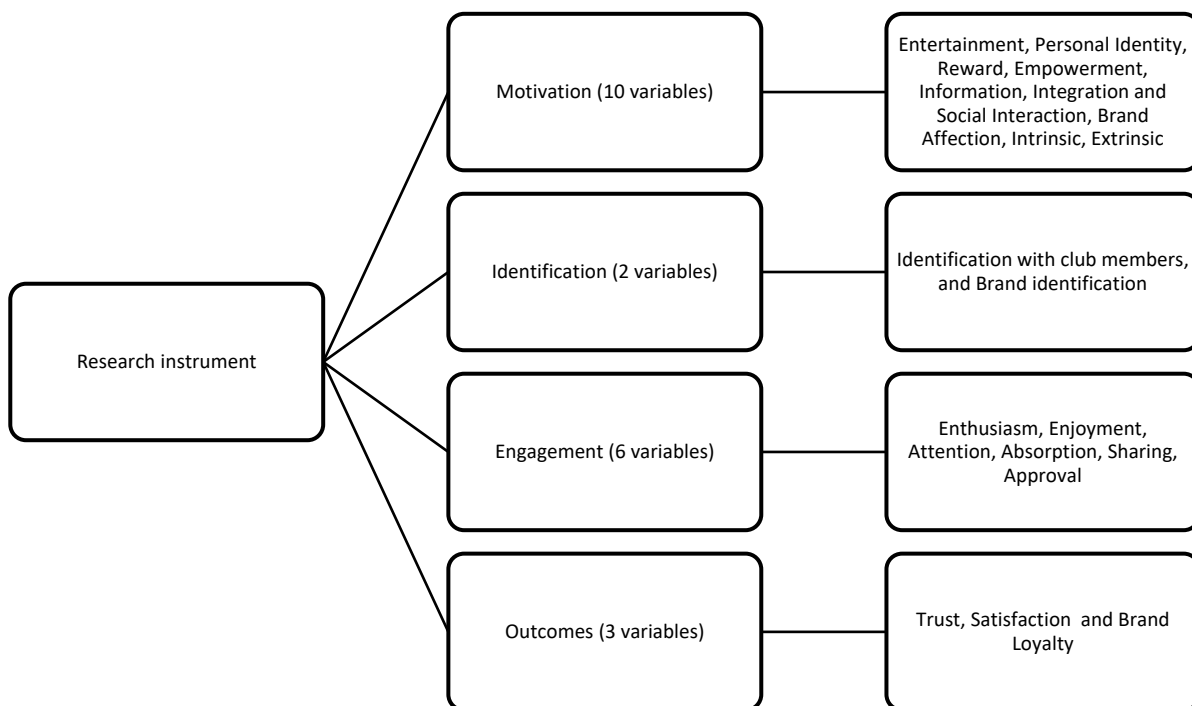 Research instrument
Motivation (10 variables)
Entertainment, Personal Identity,
Reward, Empowerment,
Information, Integration and
Social Interaction, Brand
Affection, Intrinsic, Extrinsic
Identification (2 variables)
Identification with club members,
and Brand identification
Engagement (6 variables)
Enthusiasm, Enjoyment,
Attention, Absorption, Sharing,
Approval
Outcomes (3 variables)
Trust, Satisfaction  and Brand
Loyalty